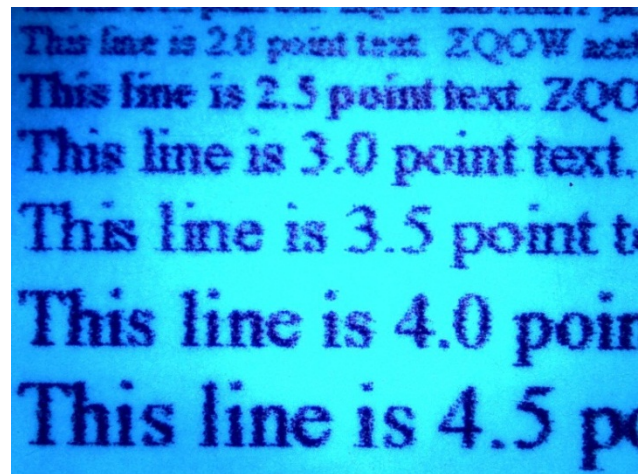 This line is 2.0 point text. ZQOW
This line is 2.5 point text. ZQO
This line is 3.0 point text.
This line is 3.5 point t
This line is 4.0 poin
This line is 4.5 p